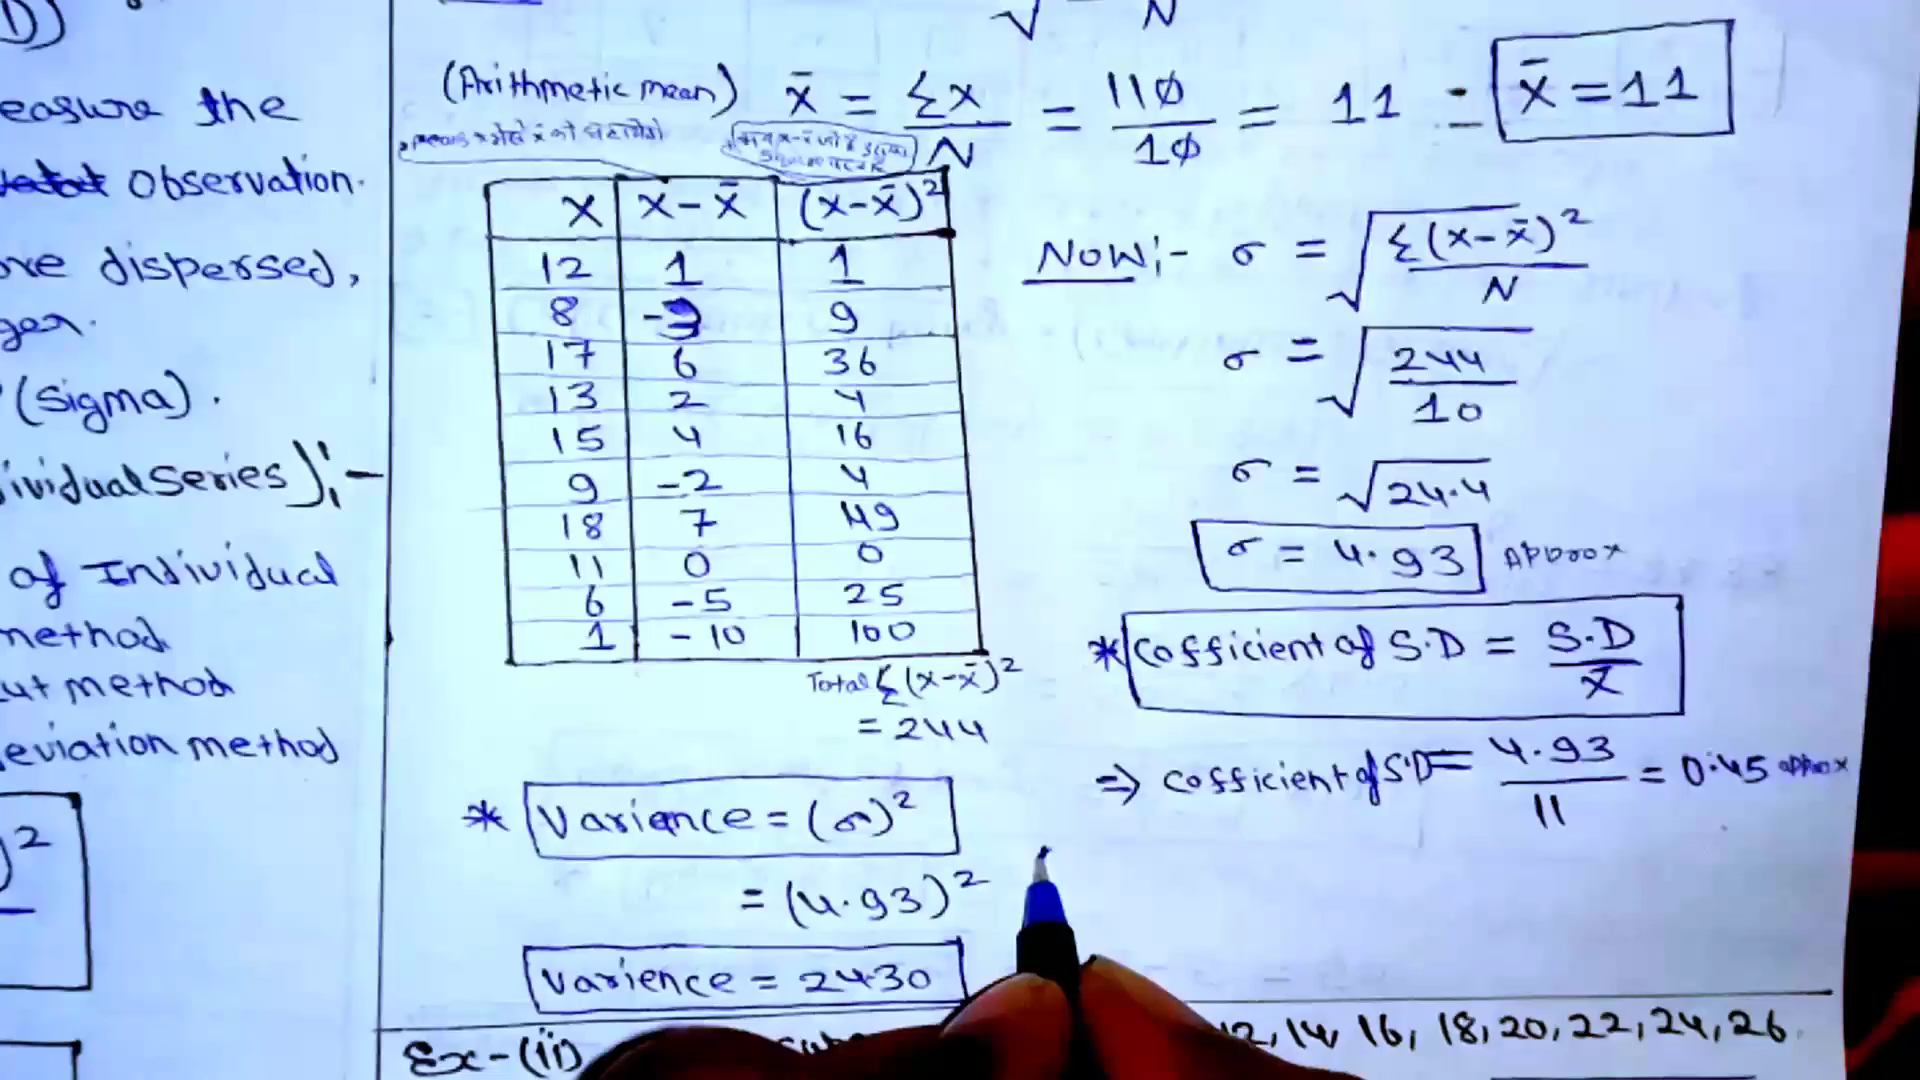 D)
easure the
Observation.
ore dispersed,
ger.
(Sigma).
ividual Series);-
of Individual
method
ut method
eviation method
)²
√ N
(Arithmetic mean) x̄ = Σx/N = 110/10 = 11 = x̄ = 11
x | x-x̄ | (x-x̄)²
12 | 1 | 1
8 | -3 | 9
17 | 6 | 36
13 | 2 | 4
15 | 4 | 16
9 | -2 | 4
18 | 7 | 49
11 | 0 | 0
6 | -5 | 25
1 | -10 | 100
Total Σ(x-x̄)²
= 244
* Varience = (σ)²
= (4.93)²
Varience = 24.30
Now:- σ = √Σ(x-x̄)²/N
σ = √244/10
σ = √24.4
σ = 4.93 Approx
* Cofficient of S.D = S.D/x̄
⇒ Cofficient of S.D = 4.93/11 = 0.45 approx
Ex-(ii) 12, 14, 16, 18, 20, 22, 24, 26.